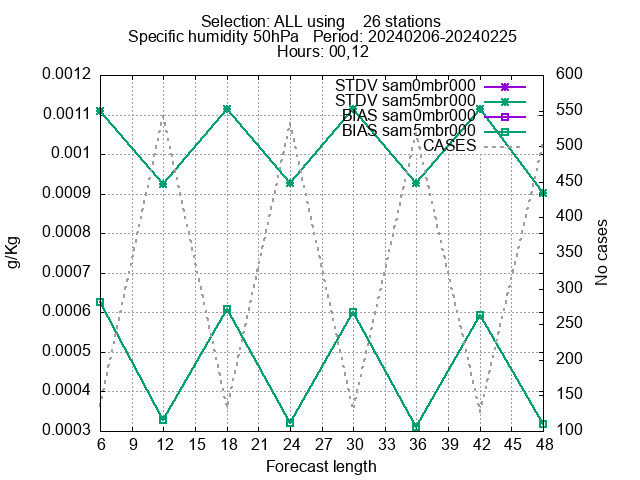 Selection: ALL using    26 stations
Specific humidity 50hPa   Period: 20240206-20240225
Hours: 00,12
STDV sam0mbr000
STDV sam5mbr000
BIAS sam0mbr000
BIAS sam5mbr000
CASES
0.0012
0.0011
0.001
0.0009
0.0008
0.0007
0.0006
0.0005
0.0004
0.0003
g/Kg
600
550
500
450
400
350
300
250
200
150
100
No cases
6 9 12 15 18 21 24 27 30 33 36 39 42 45 48
Forecast length